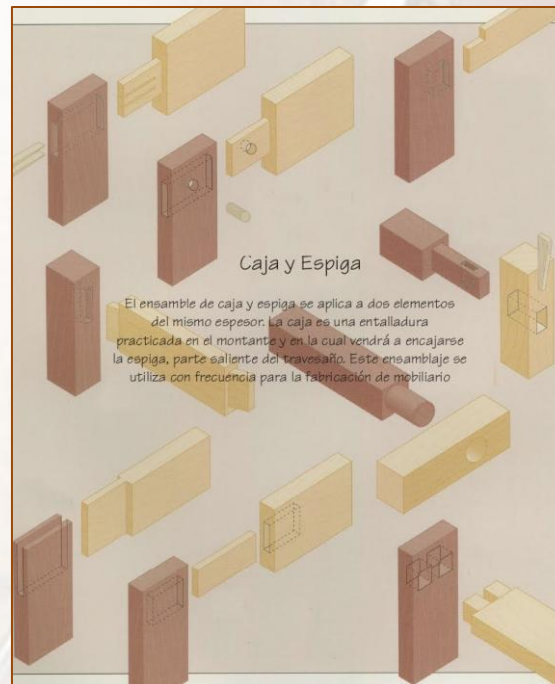 Caja y Espiga
El ensamble de caja y espiga se aplica a dos elementos
del mismo espesor. La caja es una entalladura
practicada en el montante y en la cual vendrá a encajarse
la espiga, parte saliente del travesaño. Este ensamblaje se
utiliza con frecuencia para la fabricación de mobiliario